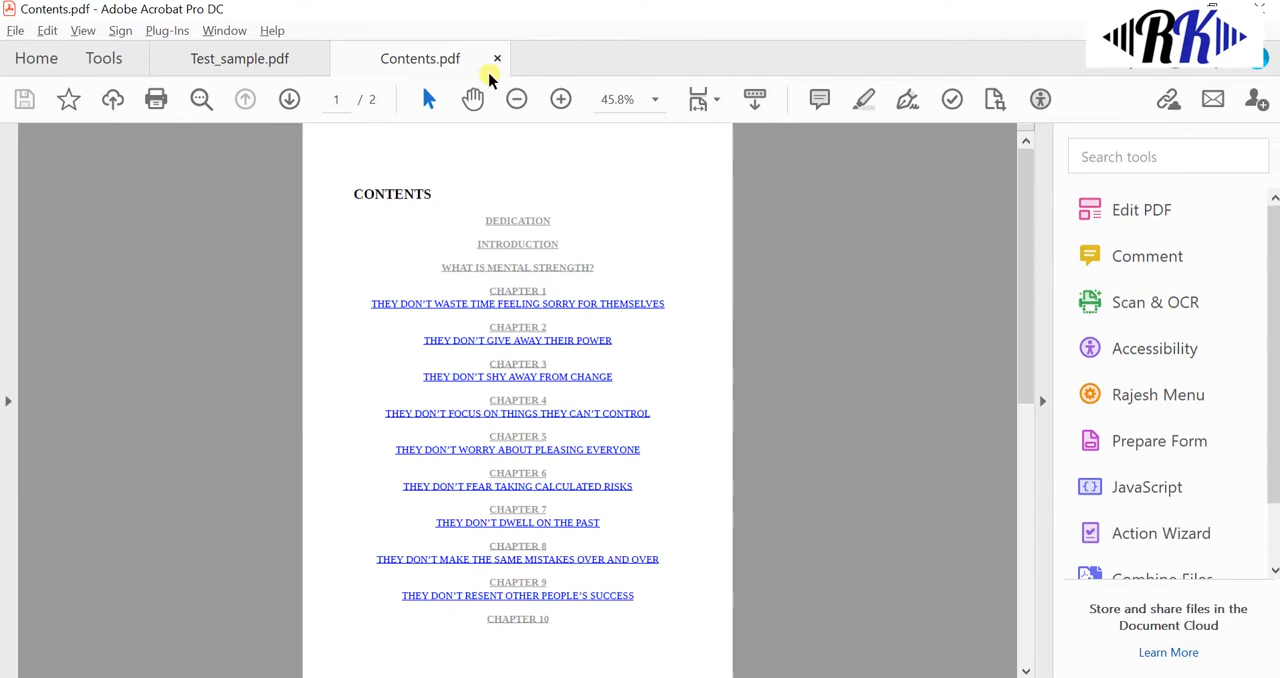 Contents.pdf - Adobe Acrobat Pro DC
File Edit View Sign Plug-Ins Window Help
RK
Home Tools Test_sample.pdf Contents.pdf
1 / 2 45.8%
CONTENTS
DEDICATION
INTRODUCTION
WHAT IS MENTAL STRENGTH?
CHAPTER 1
THEY DON'T WASTE TIME FEELING SORRY FOR THEMSELVES
CHAPTER 2
THEY DON'T GIVE AWAY THEIR POWER
CHAPTER 3
THEY DON'T SHY AWAY FROM CHANGE
CHAPTER 4
THEY DON'T FOCUS ON THINGS THEY CAN'T CONTROL
CHAPTER 5
THEY DON'T WORRY ABOUT PLEASING EVERYONE
CHAPTER 6
THEY DON'T FEAR TAKING CALCULATED RISKS
CHAPTER 7
THEY DON'T DWELL ON THE PAST
CHAPTER 8
THEY DON'T MAKE THE SAME MISTAKES OVER AND OVER
CHAPTER 9
THEY DON'T RESENT OTHER PEOPLE'S SUCCESS
CHAPTER 10
Search tools
Edit PDF
Comment
Scan & OCR
Accessibility
Rajesh Menu
Prepare Form
JavaScript
Action Wizard
Combine Files
Store and share files in the
Document Cloud
Learn More